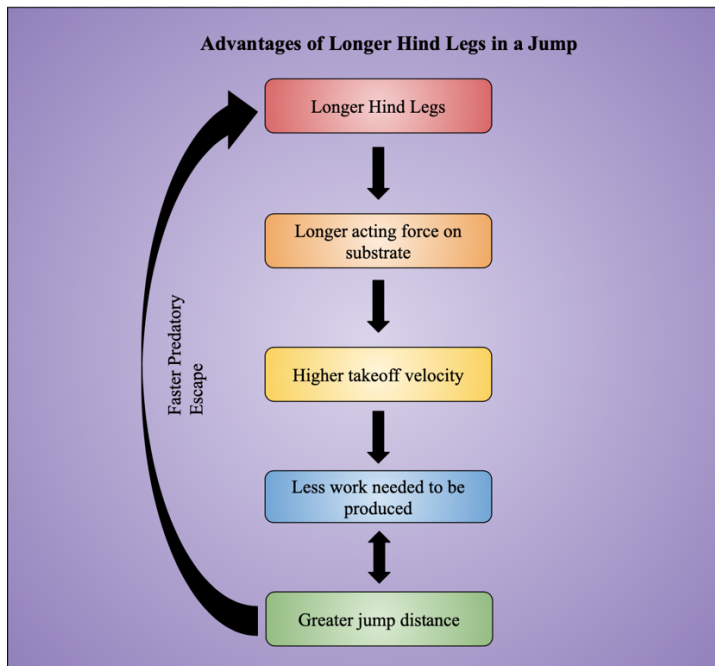 Advantages of Longer Hind Legs in a Jump
Longer Hind Legs
Longer acting force on
substrate
Higher takeoff velocity
Faster Predatory
Escape
Less work needed to be
produced
Greater jump distance